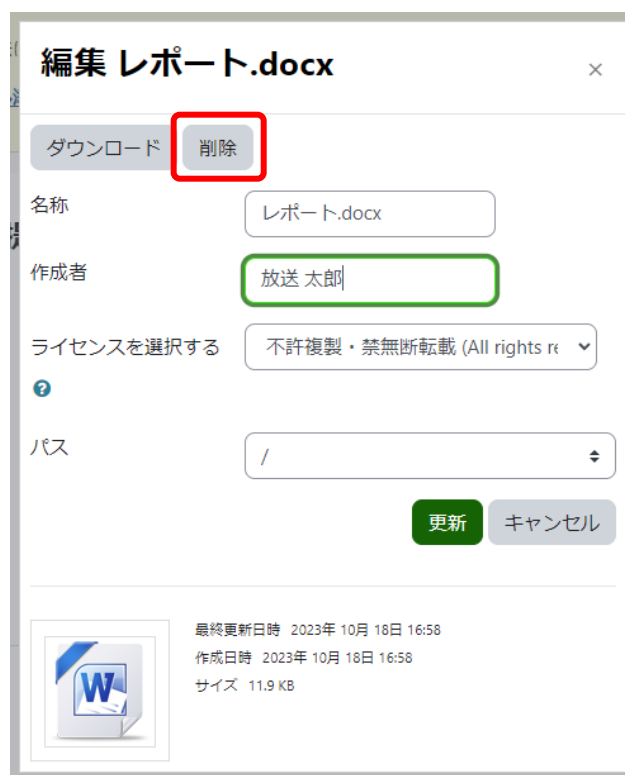 編集 レポート.docx
×
ダウンロード 削除
名称 レポート.docx
作成者 放送 太郎
ライセンスを選択する 不許複製・禁無断転載 (All rights re
?
パス /
更新 キャンセル
最終更新日時 2023年 10月 18日 16:58
作成日時 2023年 10月 18日 16:58
サイズ 11.9 KB
W